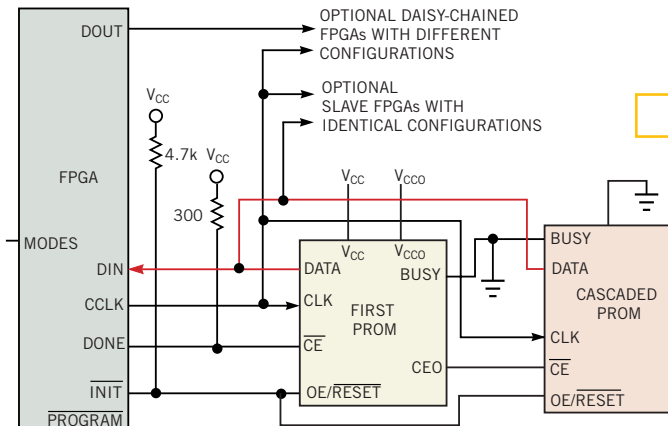 DOUT
OPTIONAL DAISY-CHAINED
FPGAs WITH DIFFERENT
CONFIGURATIONS
OPTIONAL
SLAVE FPGAs WITH
IDENTICAL CONFIGURATIONS
VCC
4.7k
VCC
300
FPGA
MODES
DIN
CCLK
DONE
INIT
PROGRAM
VCC
VCCO
VCC
VCCO
DATA
BUSY
CLK
FIRST
PROM
CE
CEO
OE/RESET
BUSY
DATA
CASCADED
PROM
CLK
CE
OE/RESET